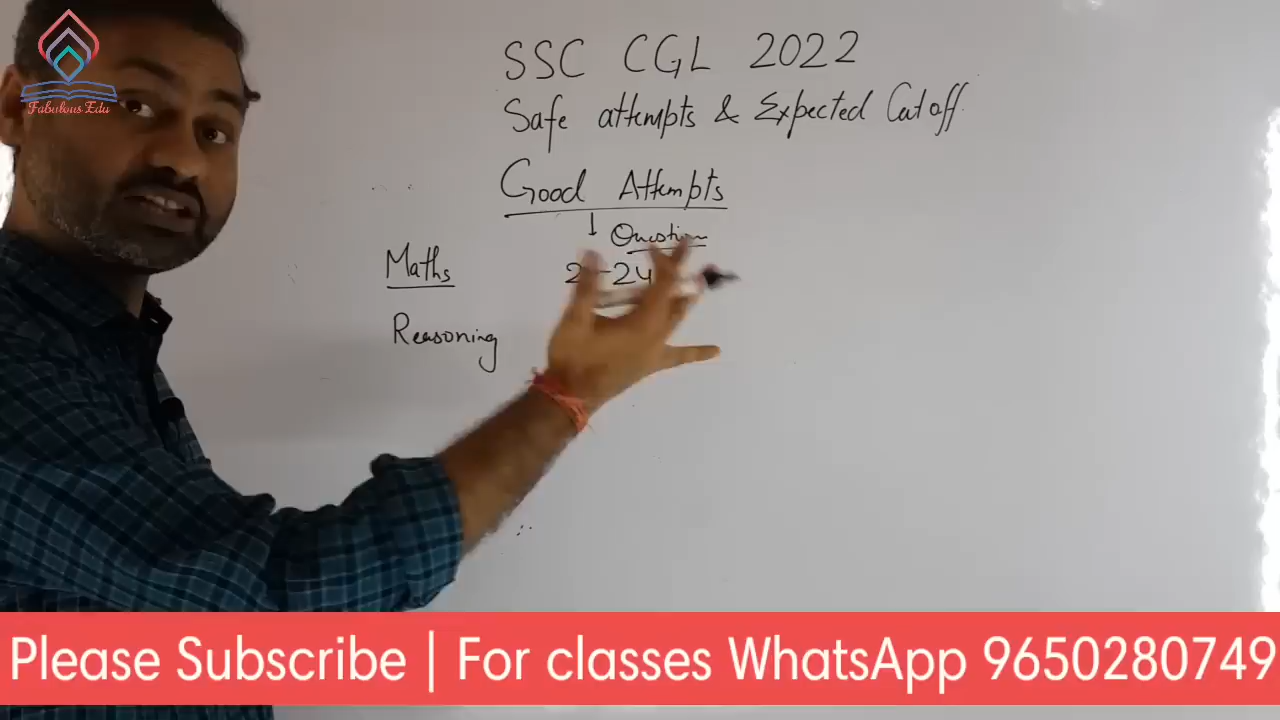 Fabulous Edu
SSC CGL 2022
Safe attempts & Expected Cutoff
Good Attempts
Question
Maths
Reasoning
Please Subscribe | For classes WhatsApp 9650280749